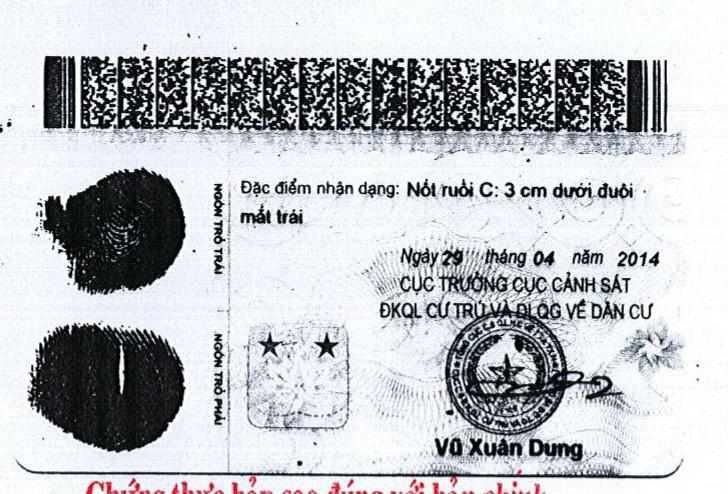 Đặc điểm nhận dạng: Nốt ruồi C: 3 cm dưới đuôi
mắt trái
NGÓN TRỎ TRÁI
Ngày 29 tháng 04 năm 2014
CỤC TRƯỞNG CỤC CẢNH SÁT
ĐKQL CƯ TRÚ VÀ DLQG VỀ DÂN CƯ
NGÓN TRỎ PHẢI
Vũ Xuân Dung
Chứng thực bản sao đúng với bản chính